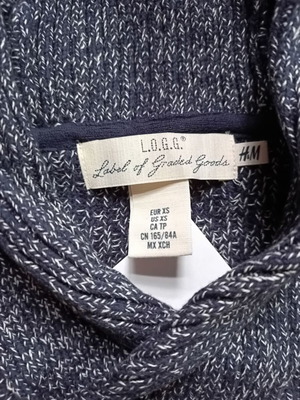 L.O.G.G.®
Label of Graded Goods
H&M
EUR XS
US XS
CA TP
CN 165/84A
MX XCH